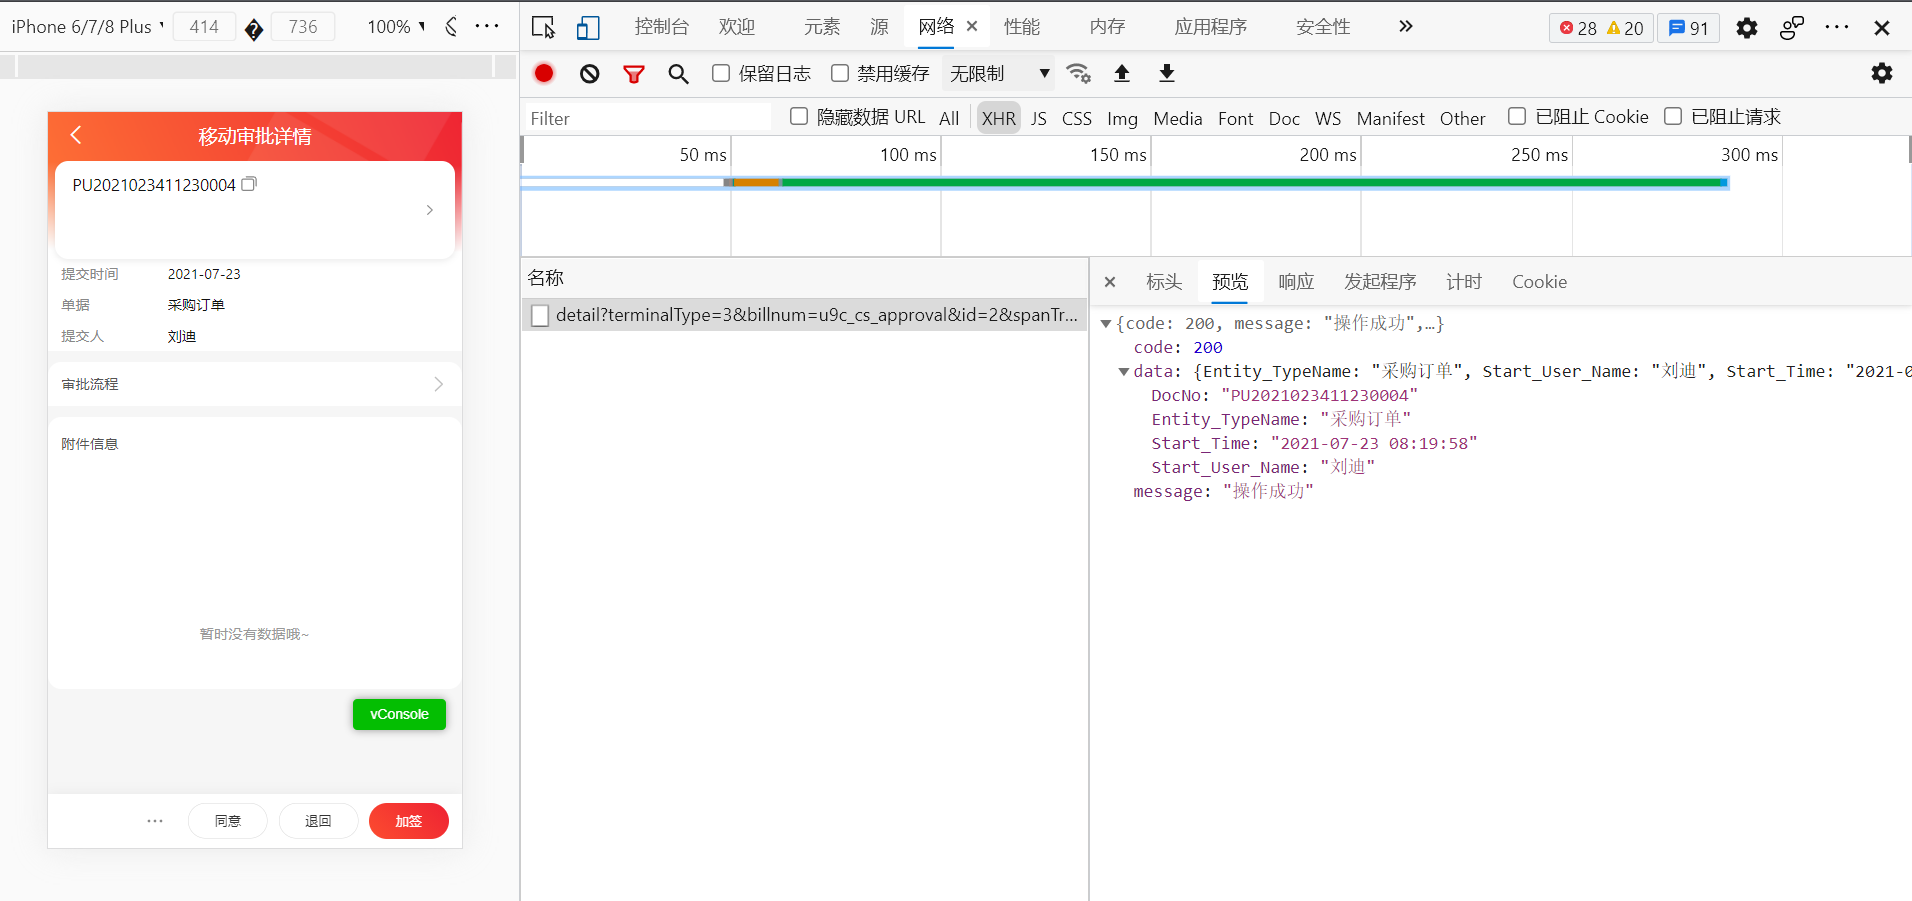 iPhone 6/7/8 Plus 414 736 100%
控制台 欢迎 元素 源 网络 性能 内存 应用程序 安全性 28 20 91
保留日志 禁用缓存 无限制
Filter 隐藏数据 URL All XHR JS CSS Img Media Font Doc WS Manifest Other 已阻止 Cookie 已阻止请求
50 ms 100 ms 150 ms 200 ms 250 ms 300 ms
移动审批详情
PU2021023411230004
提交时间 2021-07-23
单据 采购订单
提交人 刘迪
审批流程
附件信息
暂时没有数据哦~
vConsole
... 同意 退回 加签
名称
detail?terminalType=3&billnum=u9c_cs_approval&id=2&spanTr...
标头 预览 响应 发起程序 计时 Cookie
{code: 200, message: "操作成功",…}
code: 200
data: {Entity_TypeName: "采购订单", Start_User_Name: "刘迪", Start_Time: "2021-0
DocNo: "PU2021023411230004"
Entity_TypeName: "采购订单"
Start_Time: "2021-07-23 08:19:58"
Start_User_Name: "刘迪"
message: "操作成功"